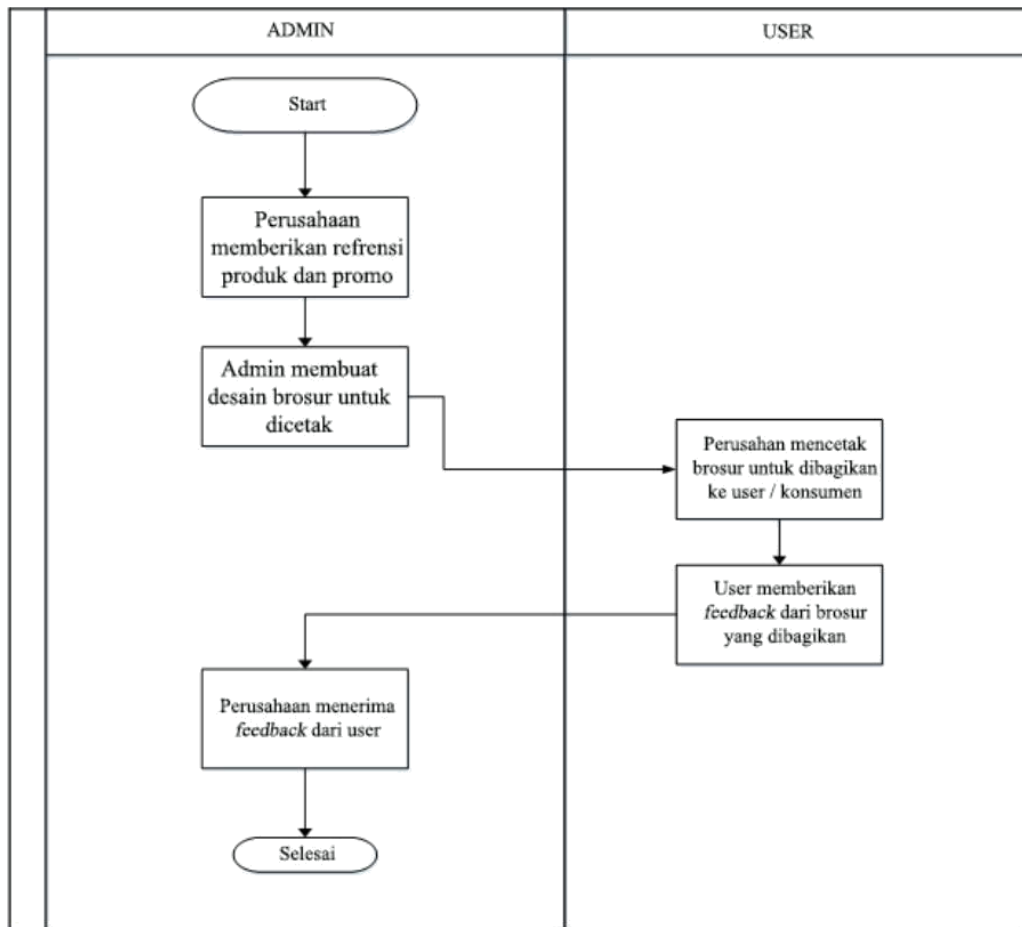 ADMIN
USER
Start
Perusahaan
memberikan refrensi
produk dan promo
Admin membuat
desain brosur untuk
dicetak
Perusahan mencetak
brosur untuk dibagikan
ke user / konsumen
User memberikan
feedback dari brosur
yang dibagikan
Perusahaan menerima
feedback dari user
Selesai